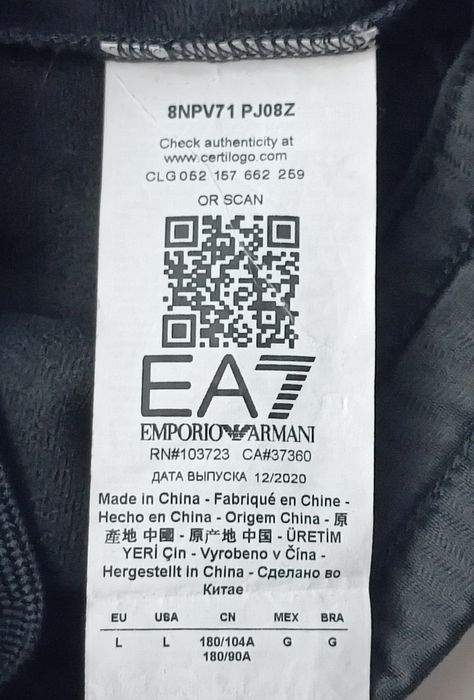 8NPV71 PJ08Z
Check authenticity at
www.certilogo.com
CLG 052 157 662 259
OR SCAN
EA7
EMPORIO ARMANI
RN#103723 CA#37360
ДАТА ВЫПУСКА 12/2020
Made in China - Fabriqué en Chine -
Hecho en China - Origem China - 原
產地 中國 - 原产地 中国 - ÜRETİM
YERİ Çin - Vyrobeno v Čína -
Hergestellt in China - Сделано во
Китае
EU USA CN MEX BRA
L L 180/104A G G
180/90A